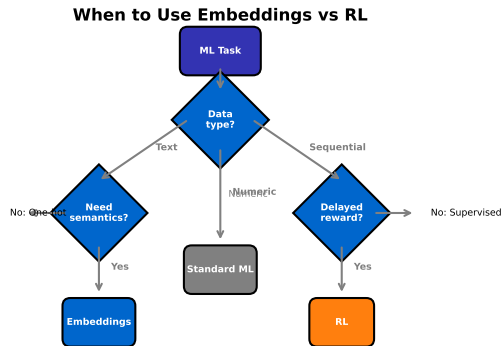 When to Use Embeddings vs RL
ML Task
Data
type?
Text
Sequential
Numeric
Numeric
No: One-hot
Need
semantics?
Delayed
reward?
No: Supervised
Yes
Standard ML
Yes
Embeddings
RL